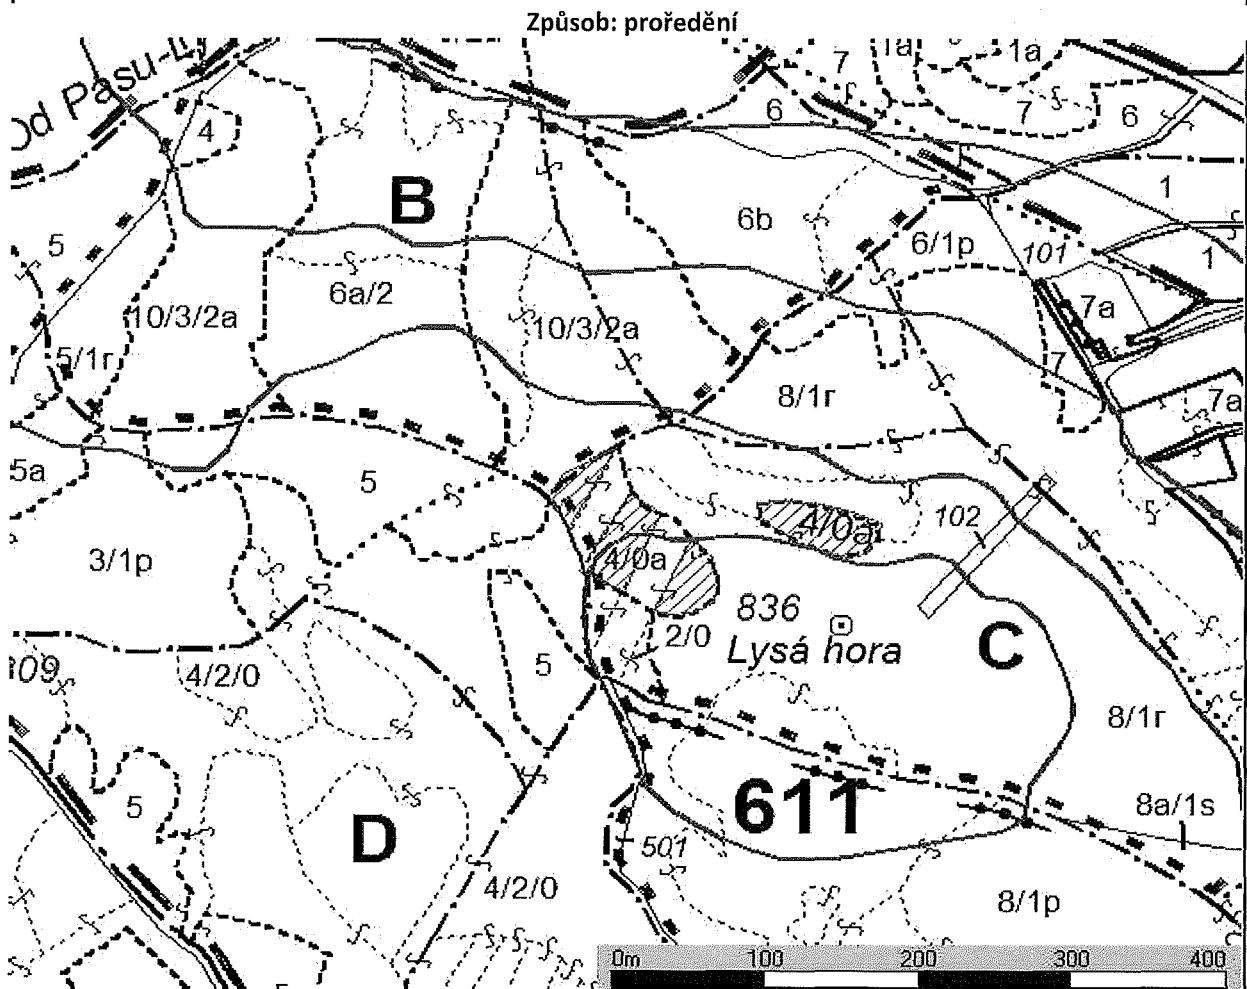 Způsob: proředění
Od Pasu-L
7
1a
1a
4
6
7
6
B
1
6b
5
6/1p
101
1
6a/2
10/3/2a
10/3/2a
7a
5/1r
7
8/1r
7a
5a
5
4/0a
102
3/1p
4/0a
836
2/0
Lysá hora
C
5
4/2/0
8/1r
611
5
8a/1s
D
501
4/2/0
8/1p
0m 100 200 300 400